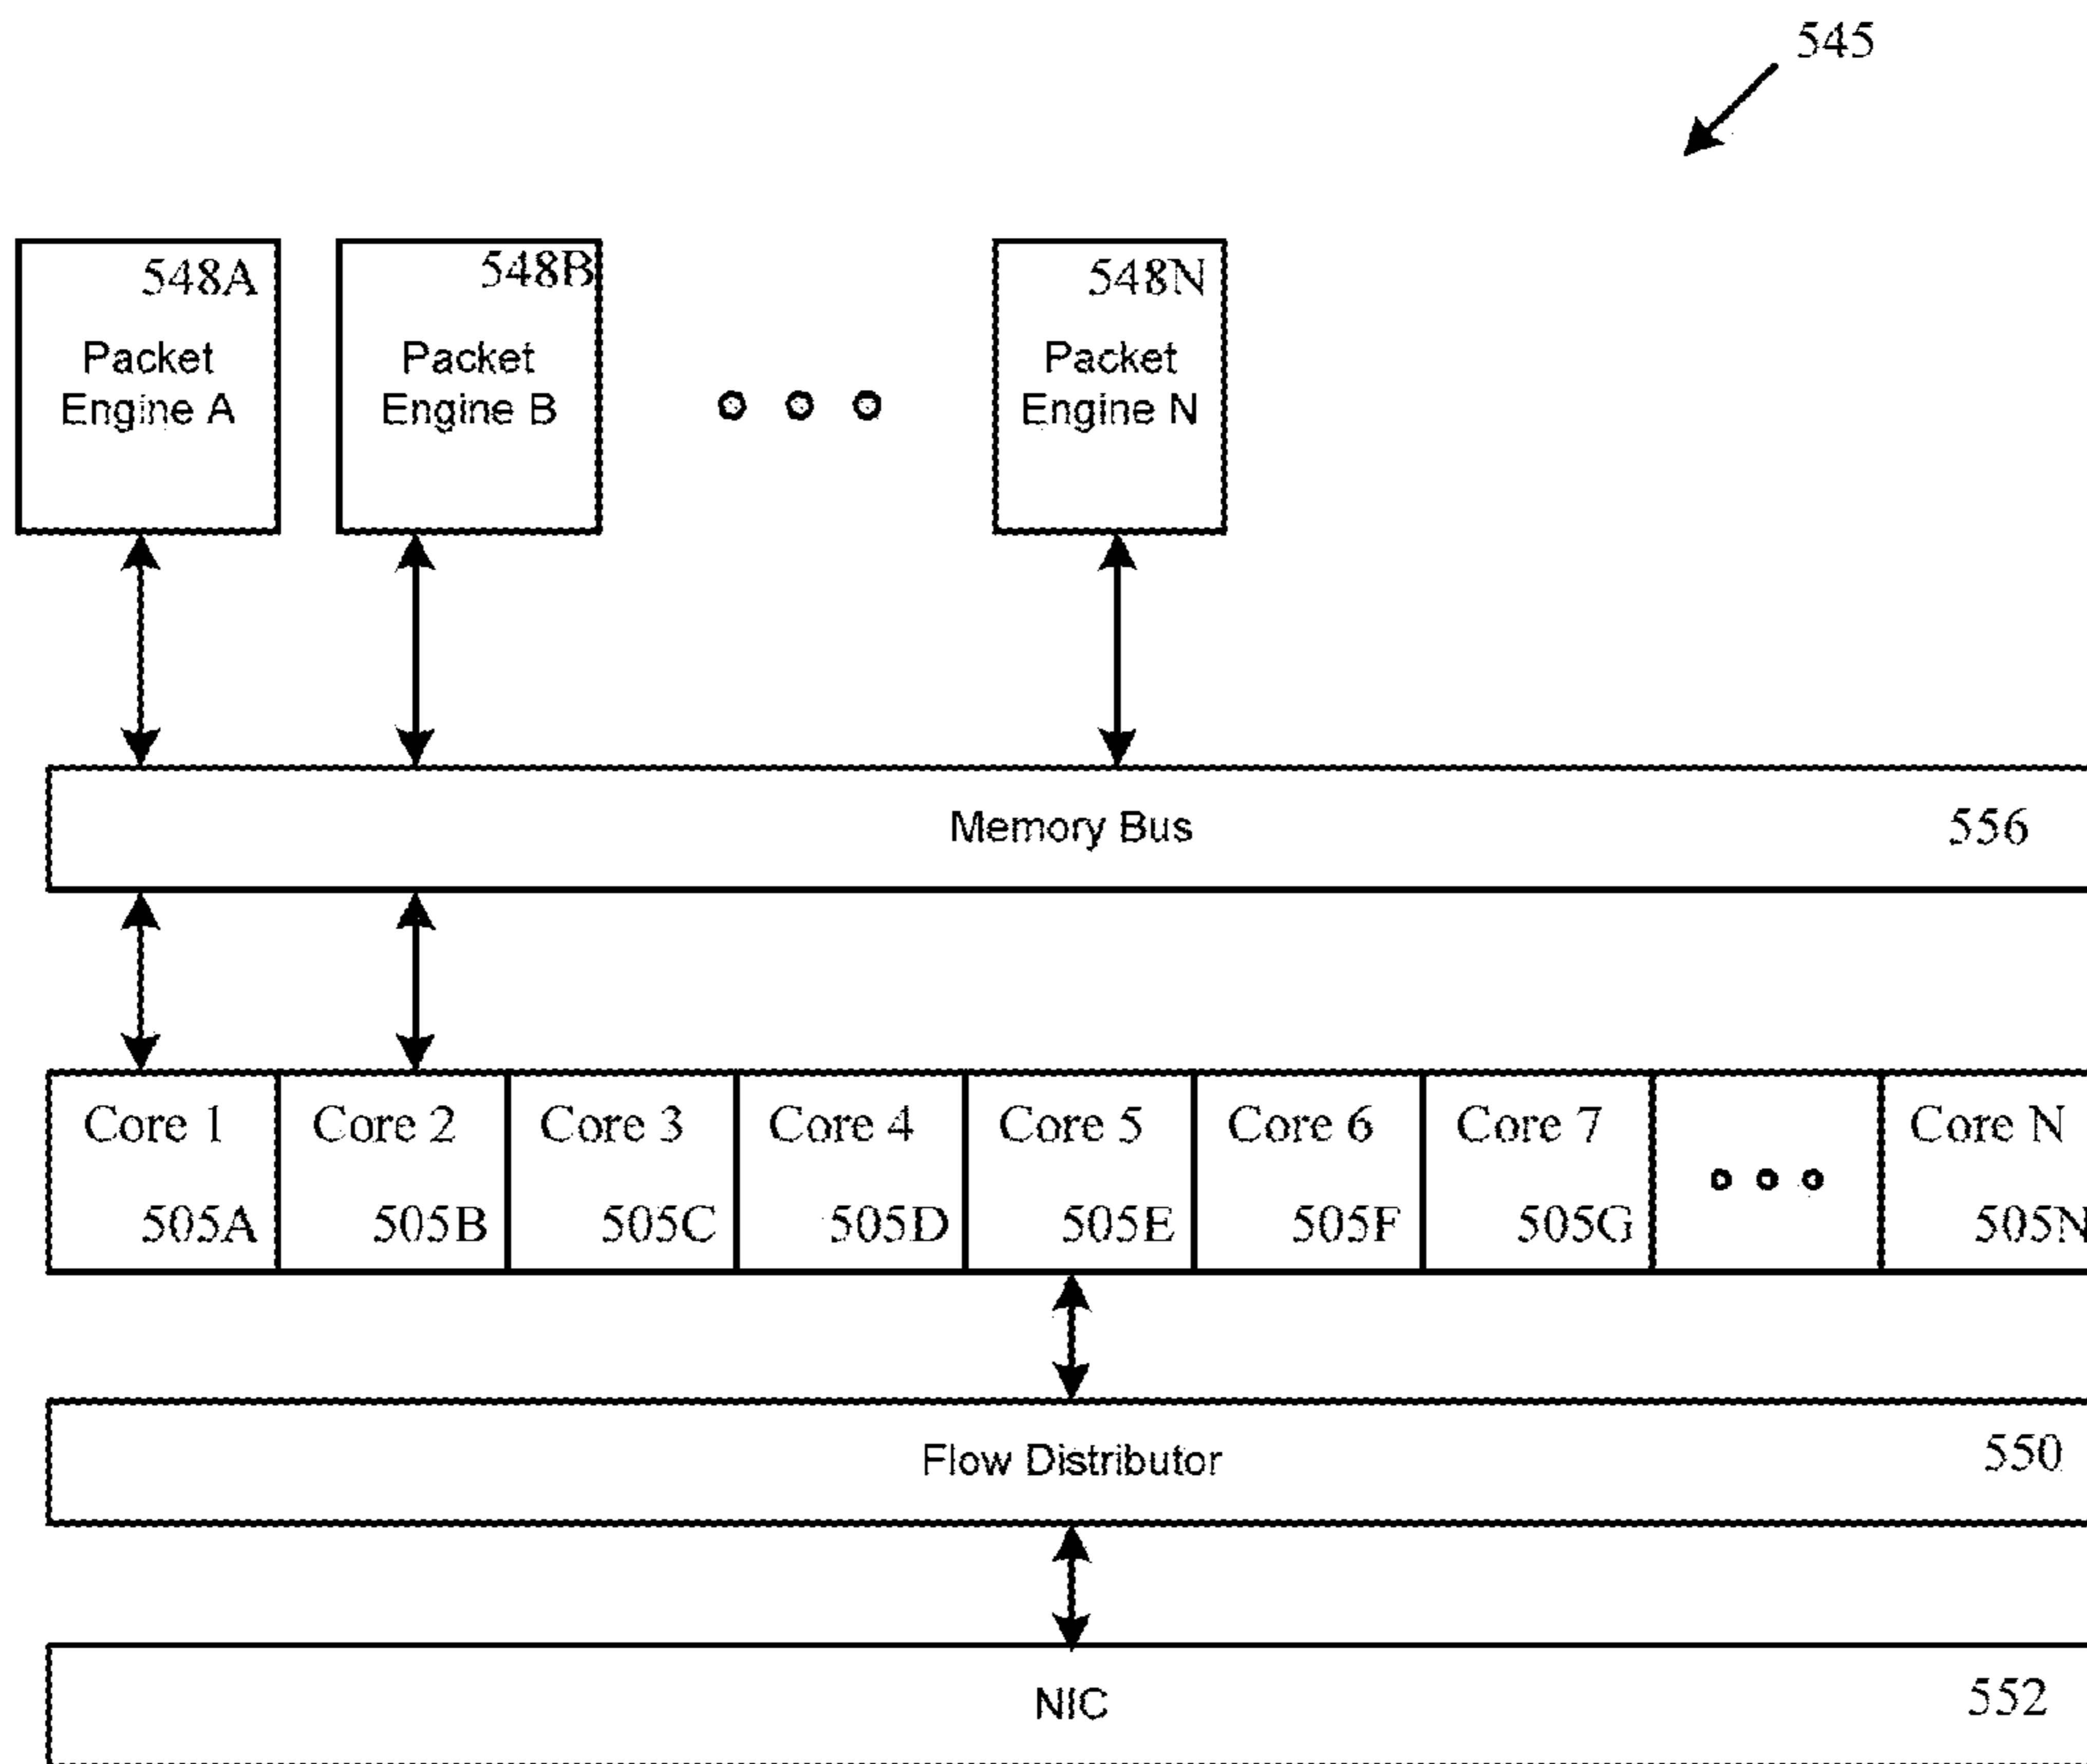 545
548A
Packet
Engine A
548B
Packet
Engine B
548N
Packet
Engine N
Memory Bus
556
Core 1
505A
Core 2
505B
Core 3
505C
Core 4
505D
Core 5
505E
Core 6
505F
Core 7
505G
Core N
505N
Flow Distributor
550
NIC
552